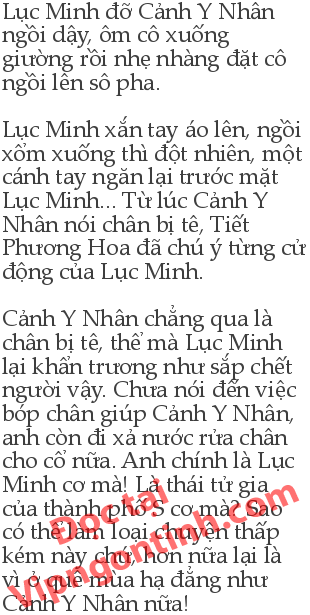 Lục Minh đỡ Cảnh Y Nhân
ngồi dậy, ôm cô xuống
giường rồi nhẹ nhàng đặt cô
ngồi lên sô pha.
Lục Minh xắn tay áo lên, ngồi
xổm xuống thì đột nhiên, một
cánh tay ngăn lại trước mặt
Lục Minh... Từ lúc Cảnh Y
Nhân nói chân bị tê, Tiết
Phương Hoa đã chú ý từng cử
động của Lục Minh.
Cảnh Y Nhân chẳng qua là
chân bị tê, thế mà Lục Minh
lại khẩn trương như sắp chết
người vậy. Chưa nói đến việc
bóp chân giúp Cảnh Y Nhân,
anh còn đi xả nước rửa chân
cho cổ nữa. Anh chính là Lục
Minh cơ mà! Là thái tử gia
của thành phố S cơ mà? Sao
có thể làm loại chuyện thấp
kém này chứ, hơn nữa lại là
vì ở quê mùa hạ đẳng như
Cảnh Y Nhân nữa!
Đọc tại
Vipngontinh.com